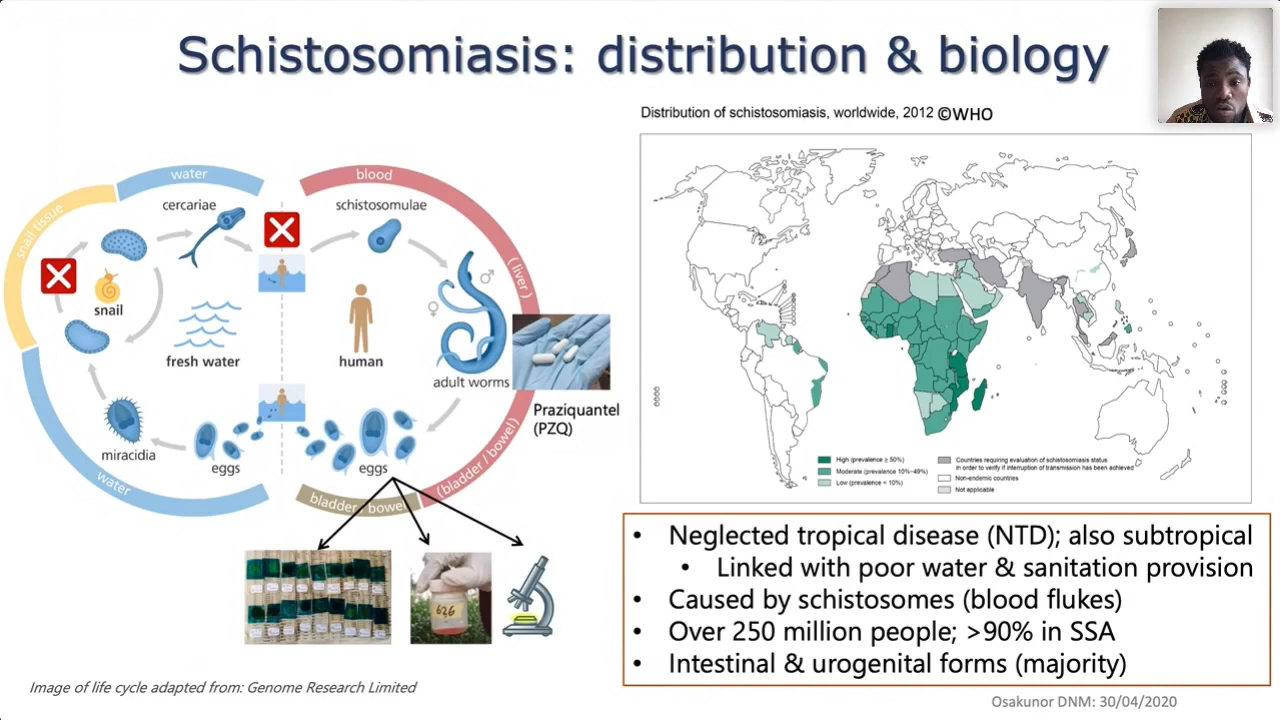 Schistosomiasis: distribution & biology
Distribution of schistosomiasis, worldwide, 2012 ©WHO
water
blood
snail tissue
cercariae
schistosomulae
(liver)
snail
fresh water
human
adult worms
Praziquantel
(PZQ)
miracidia
eggs
eggs
(bladder / bowel)
water
bladder / bowel
626
High (prevalence ≥ 50%)
Moderate (prevalence 10%-49%)
Low (prevalence < 10%)
Countries requiring evaluation of schistosomiasis status
in order to verify if interruption of transmission has been achieved
Non-endemic countries
Not applicable
• Neglected tropical disease (NTD); also subtropical
• Linked with poor water & sanitation provision
• Caused by schistosomes (blood flukes)
• Over 250 million people; >90% in SSA
• Intestinal & urogenital forms (majority)
Image of life cycle adapted from: Genome Research Limited
Osakunor DNM: 30/04/2020